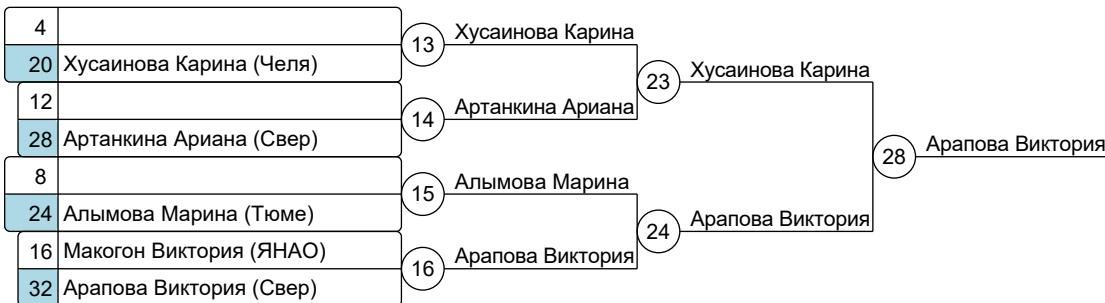 4
20 Хусаинова Карина (Челя)
12
28 Артанкина Ариана (Свер)
8
24 Алымова Марина (Тюме)
16 Макогон Виктория (ЯНАО)
32 Арапова Виктория (Свер)
13 Хусаинова Карина
14 Артанкина Ариана
15 Алымова Марина
16 Арапова Виктория
23 Хусаинова Карина
24 Арапова Виктория
28 Арапова Виктория